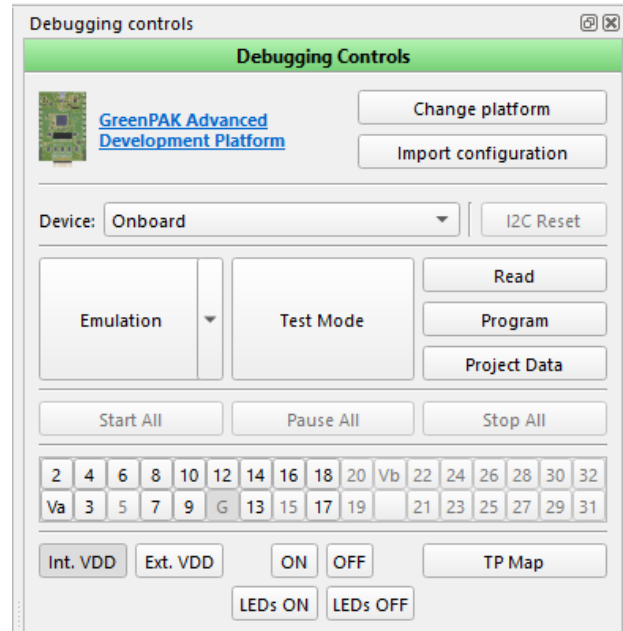 Debugging controls
Debugging Controls
GreenPAK Advanced
Development Platform
Change platform
Import configuration
Device: Onboard I2C Reset
Emulation
Test Mode
Read
Program
Project Data
Start All Pause All Stop All
2 4 6 8 10 12 14 16 18 20 Vb 22 24 26 28 30 32
Va 3 5 7 9 G 13 15 17 19 21 23 25 27 29 31
Int. VDD Ext. VDD ON OFF TP Map
LEDs ON LEDs OFF